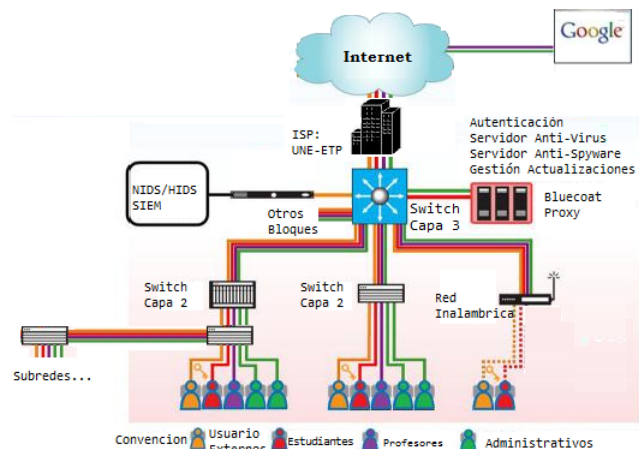 Google
Internet
ISP:
UNE-ETP
Autenticación
Servidor Anti-Virus
Servidor Anti-Spyware
Gestión Actualizaciones
NIDS/HIDS
SIEM
Otros
Bloques
Switch
Capa 3
Bluecoat
Proxy
Switch
Capa 2
Switch
Capa 2
Red
Inalambrica
Subredes...
Convencion
Usuario
Externos
Estudiantes
Profesores
Administrativos